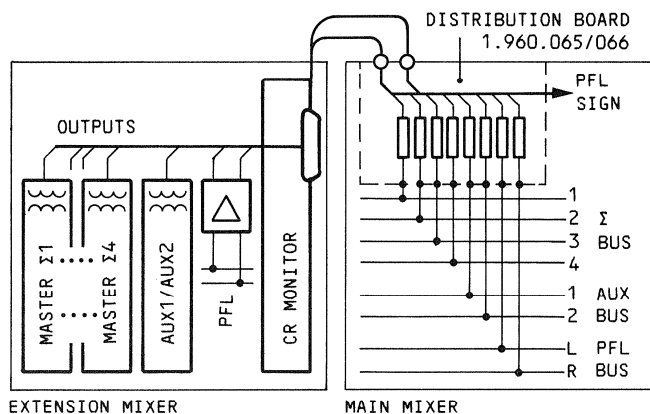 DISTRIBUTION BOARD
1.960.065/066
PFL
SIGN
OUTPUTS
MASTER Σ1
MASTER Σ4
AUX1/AUX2
PFL
CR MONITOR
1
2 Σ
3 BUS
4
1 AUX
2 BUS
L PFL
R BUS
EXTENSION MIXER
MAIN MIXER